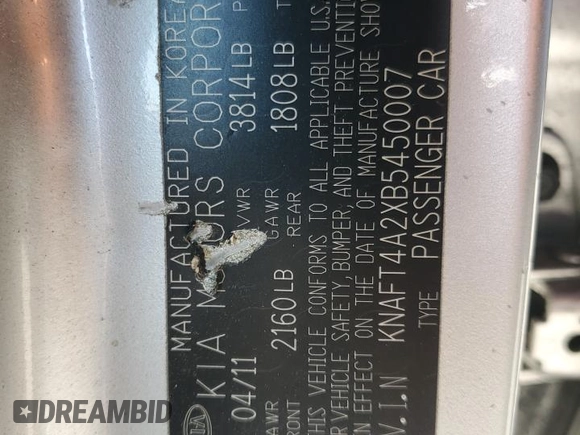 MANUFACTURED IN KOREA
KIA MOTORS CORPOR
04/11 GVWR 3814 LB
GAWR FRONT 2160 LB GAWR REAR 1808 LB
THIS VEHICLE CONFORMS TO ALL APPLICABLE U.S.
VEHICLE SAFETY, BUMPER, AND THEFT PREVENTI
IN EFFECT ON THE DATE OF MANUFACTURE SHO
V.I.N KNAFT4A2XB5450007
TYPE PASSENGER CAR
DREAMBID